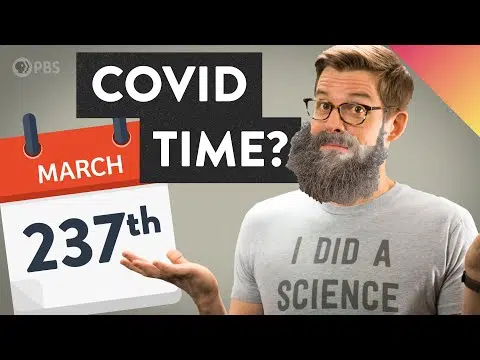 PBS
COVID
TIME?
MARCH
237th
I DID A
SCIENCE